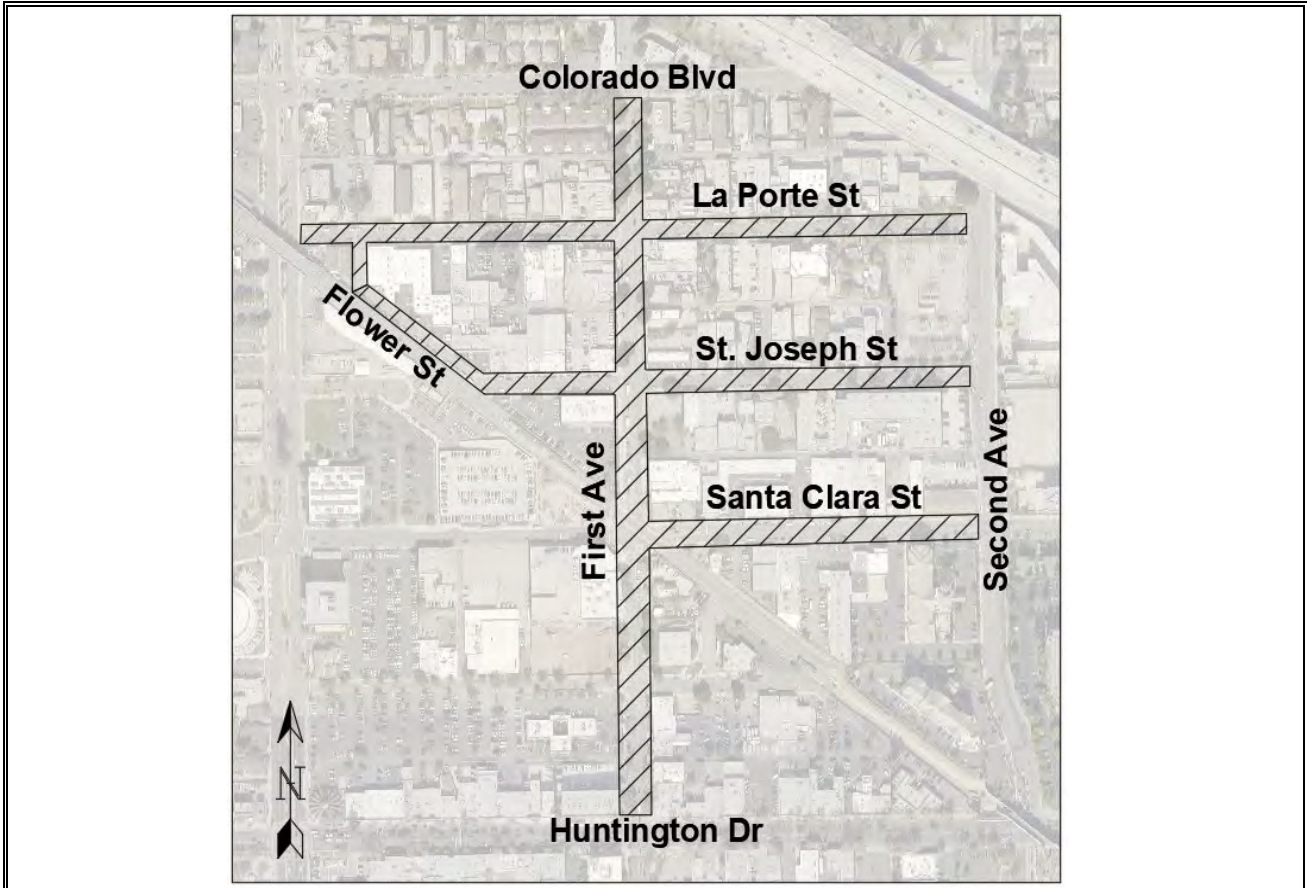 Colorado Blvd
La Porte St
Flower St
St. Joseph St
First Ave
Santa Clara St
Second Ave
N
Huntington Dr